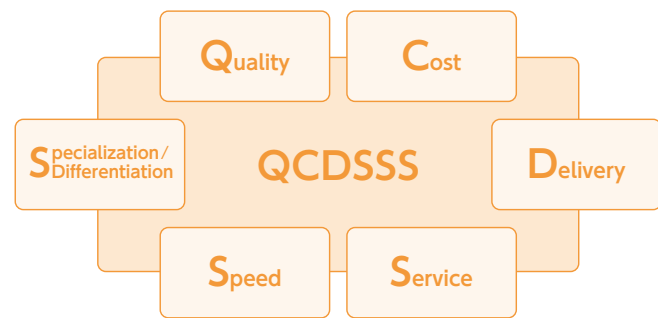 Quality
Cost
Specialization/
Differentiation
QCDSSS
Delivery
Speed
Service